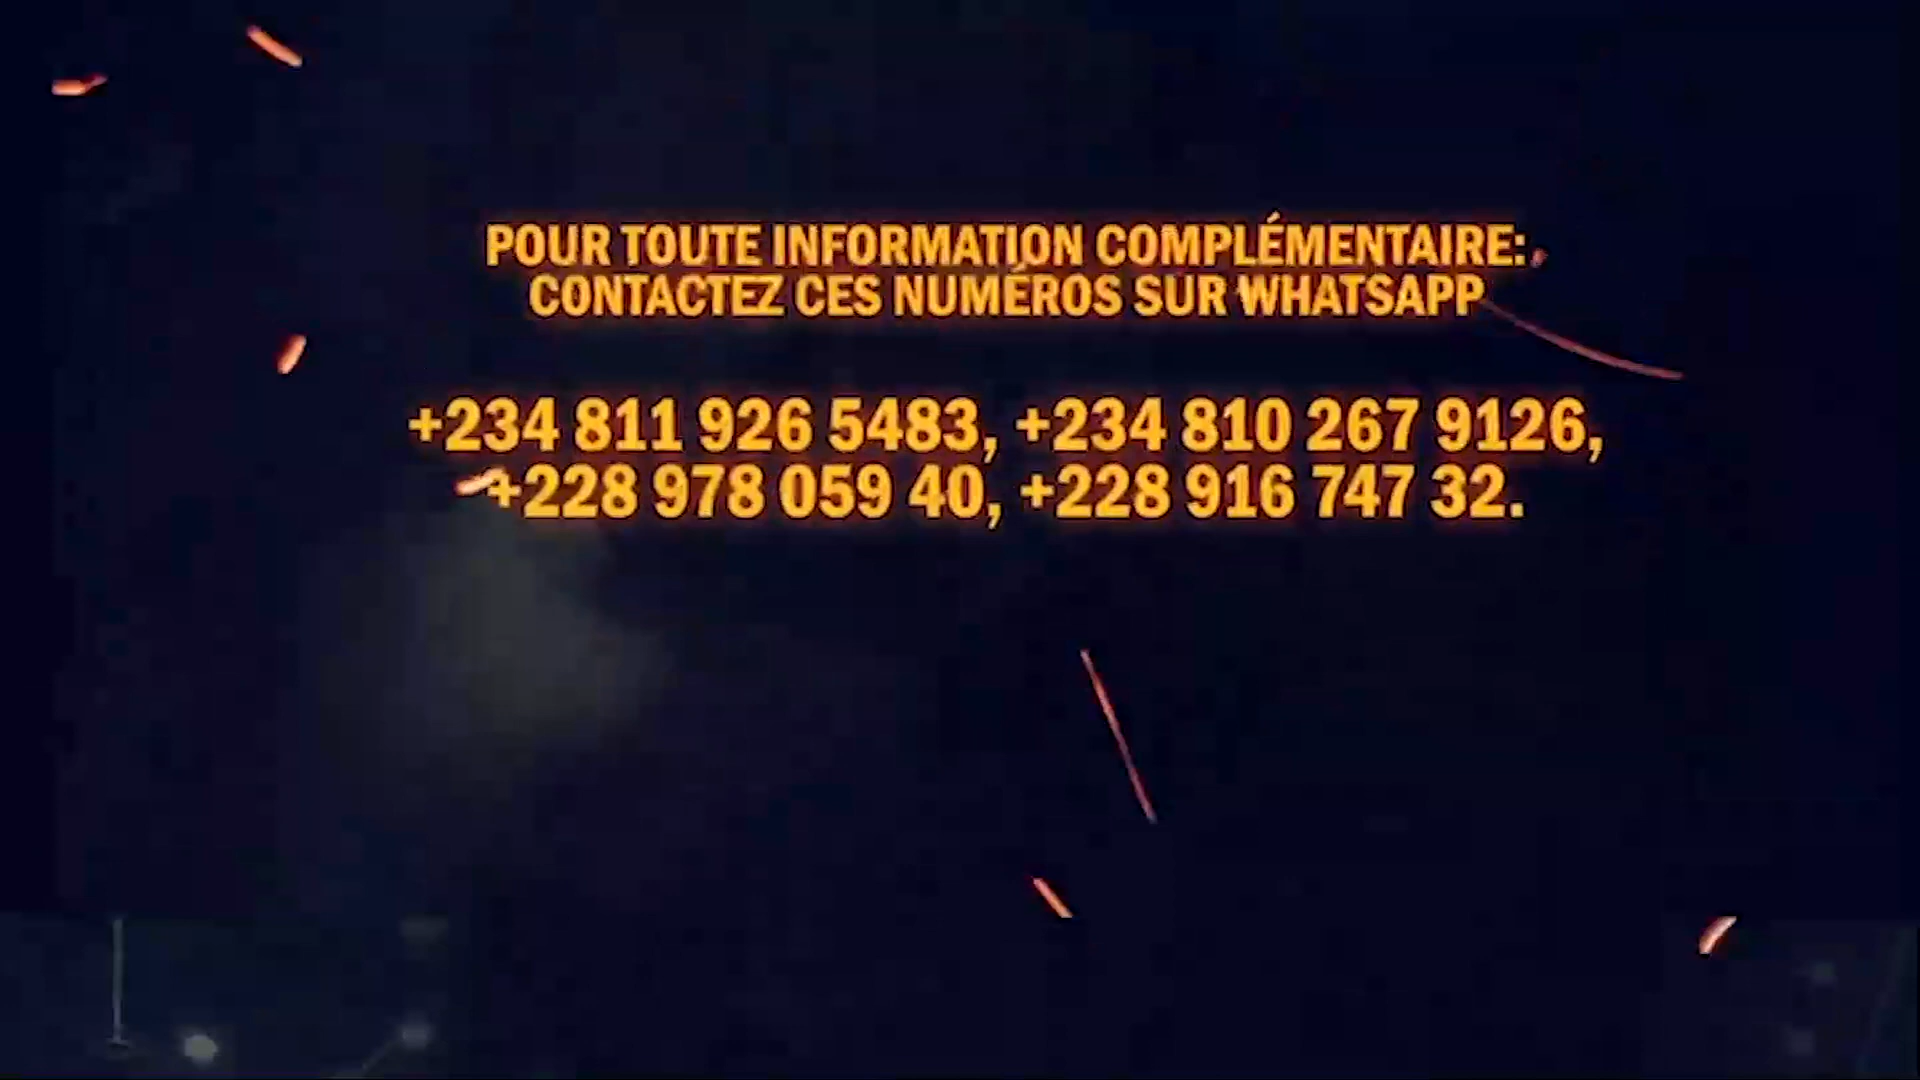 POUR TOUTE INFORMATION COMPLÉMENTAIRE:
CONTACTEZ CES NUMÉROS SUR WHATSAPP
+234 811 926 5483, +234 810 267 9126,
+228 978 059 40, +228 916 747 32.